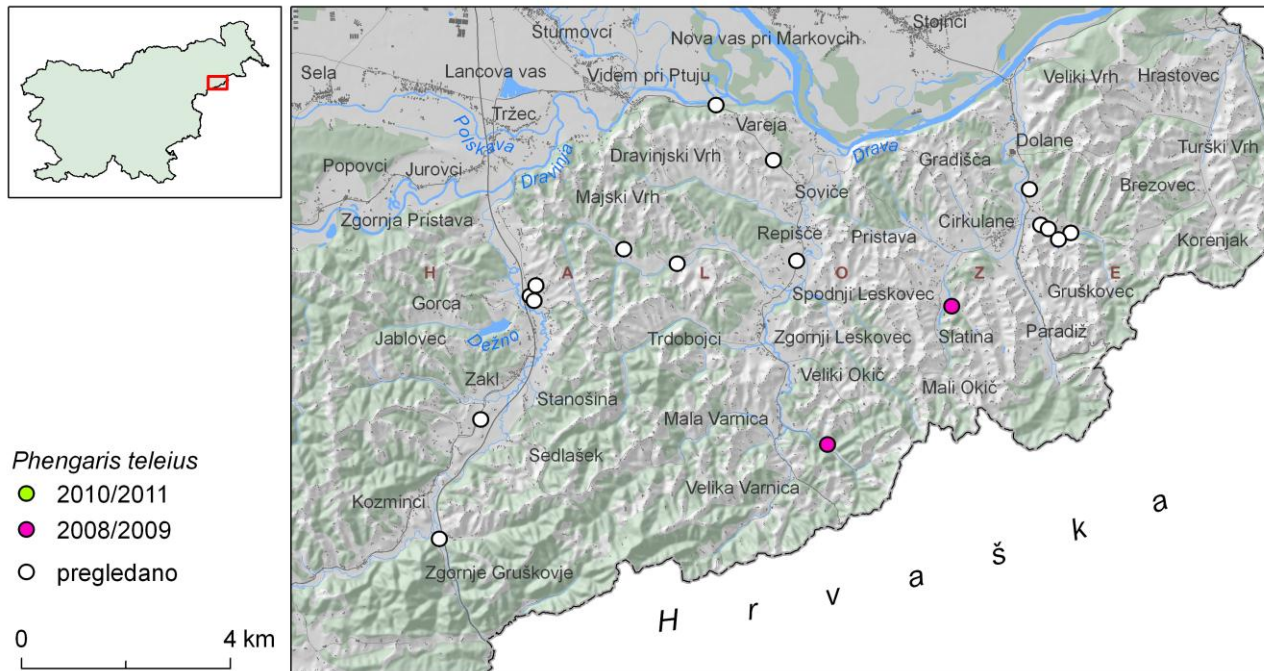 Stojnci
Šturmovci
Nova vas pri Markovcih
Sela
Lancova vas
Videm pri Ptuju
Veliki Vrh
Hrastovec
Tržec
Polskava
Vareja
Dolane
Drava
Popovci
Jurovci
Dravinja
Dravinjski Vrh
Gradišča
Turški Vrh
Majski Vrh
Soviče
Brezovec
Zgornja Pristava
Cirkulane
Repišče
Pristava
Korenjak
H A L O Z E
Gorca
Spodnji Leskovec
Gruškovec
Jablovec
Dežno
Trdobojci
Zgornji Leskovec
Slatina
Paradiž
Zakl
Veliki Okič
Mali Okič
Stanošina
Mala Varnica
Sedlašek
Velika Varnica
Kozminci
Zgornje Gruškovje
H r v a š k a
Phengaris teleius
2010/2011
2008/2009
pregledano
0 4 km